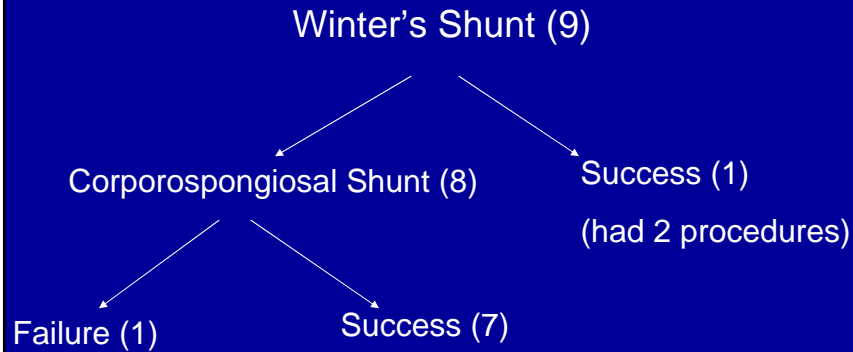 Winter's Shunt (9)
Corporospongiosal Shunt (8)
Success (1)
(had 2 procedures)
Failure (1)
Success (7)